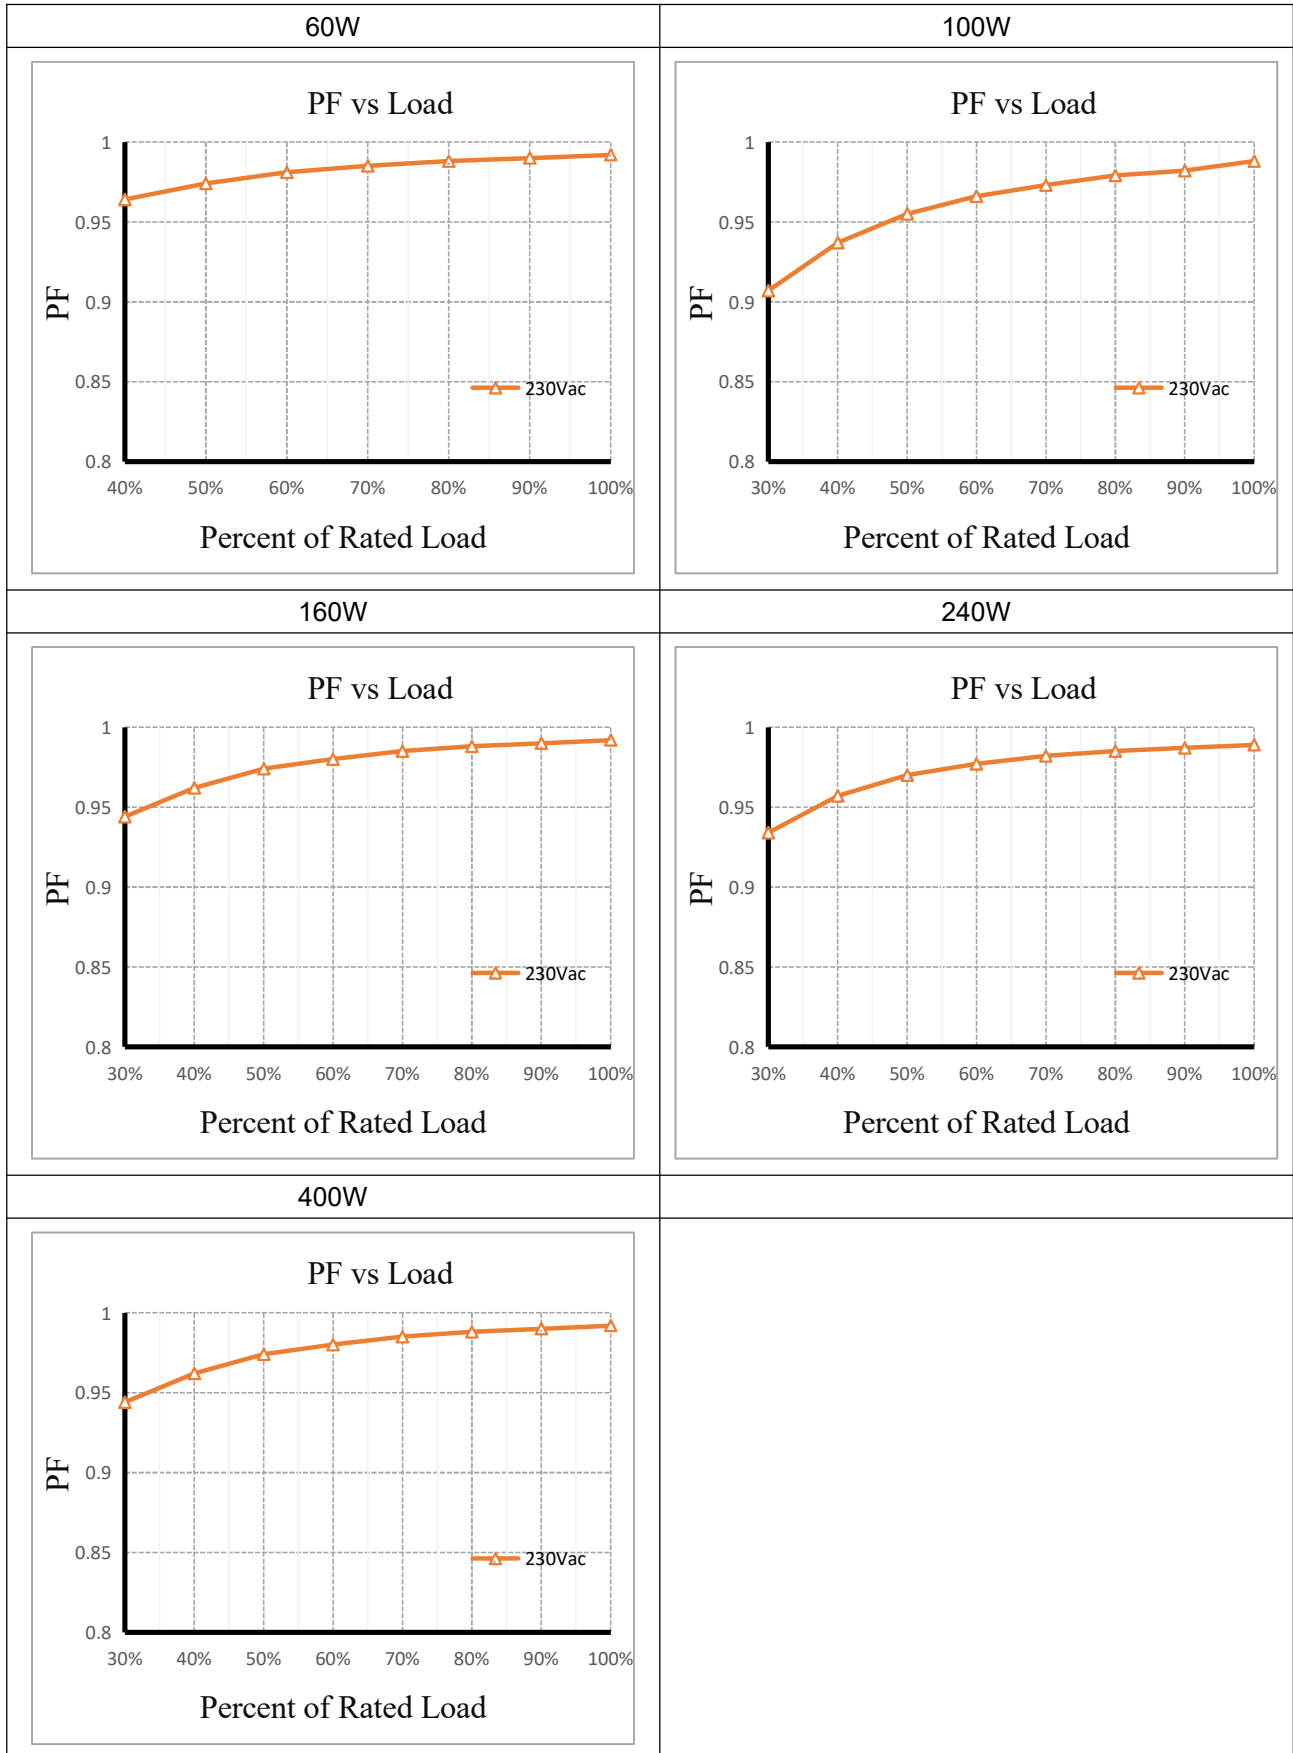 60W
100W
PF vs Load
1
0.95
0.9
0.85
0.8
PF
230Vac
40% 50% 60% 70% 80% 90% 100%
Percent of Rated Load
PF vs Load
1
0.95
0.9
0.85
0.8
PF
230Vac
30% 40% 50% 60% 70% 80% 90% 100%
Percent of Rated Load
160W
240W
PF vs Load
1
0.95
0.9
0.85
0.8
PF
230Vac
30% 40% 50% 60% 70% 80% 90% 100%
Percent of Rated Load
PF vs Load
1
0.95
0.9
0.85
0.8
PF
230Vac
30% 40% 50% 60% 70% 80% 90% 100%
Percent of Rated Load
400W
PF vs Load
1
0.95
0.9
0.85
0.8
PF
230Vac
30% 40% 50% 60% 70% 80% 90% 100%
Percent of Rated Load